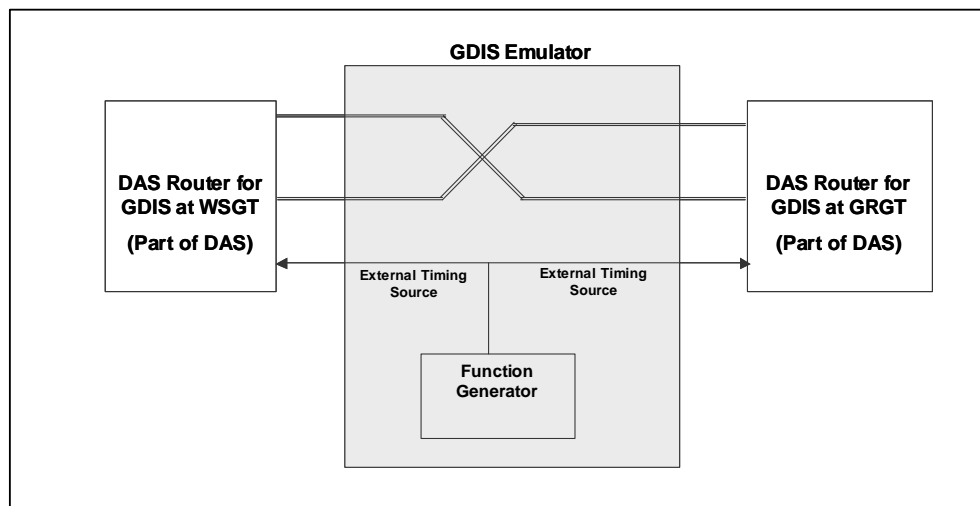 GDIS Emulator
DAS Router for
GDIS at WSGT
(Part of DAS)
DAS Router for
GDIS at GRGT
(Part of DAS)
External Timing
Source
External Timing
Source
Function
Generator